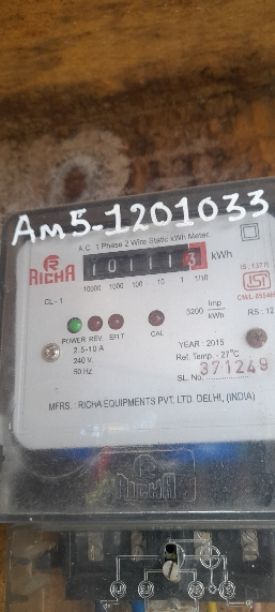 Am5-1201033
A.C. 1 Phase 2 Wire Static kWh Meter
RICHA
101113
kWh
10000 1000 100 10 1 1/10
CL-1
3200 Imp/kWh
POWER REV. E/L T CAL
2.5-10 A
240 V.
50 Hz.
YEAR : 2015
Ref. Temp. - 27°C
SL. No. 371249
MFRS. : RICHA EQUIPMENTS PVT. LTD. DELHI, (INDIA)
RICHA